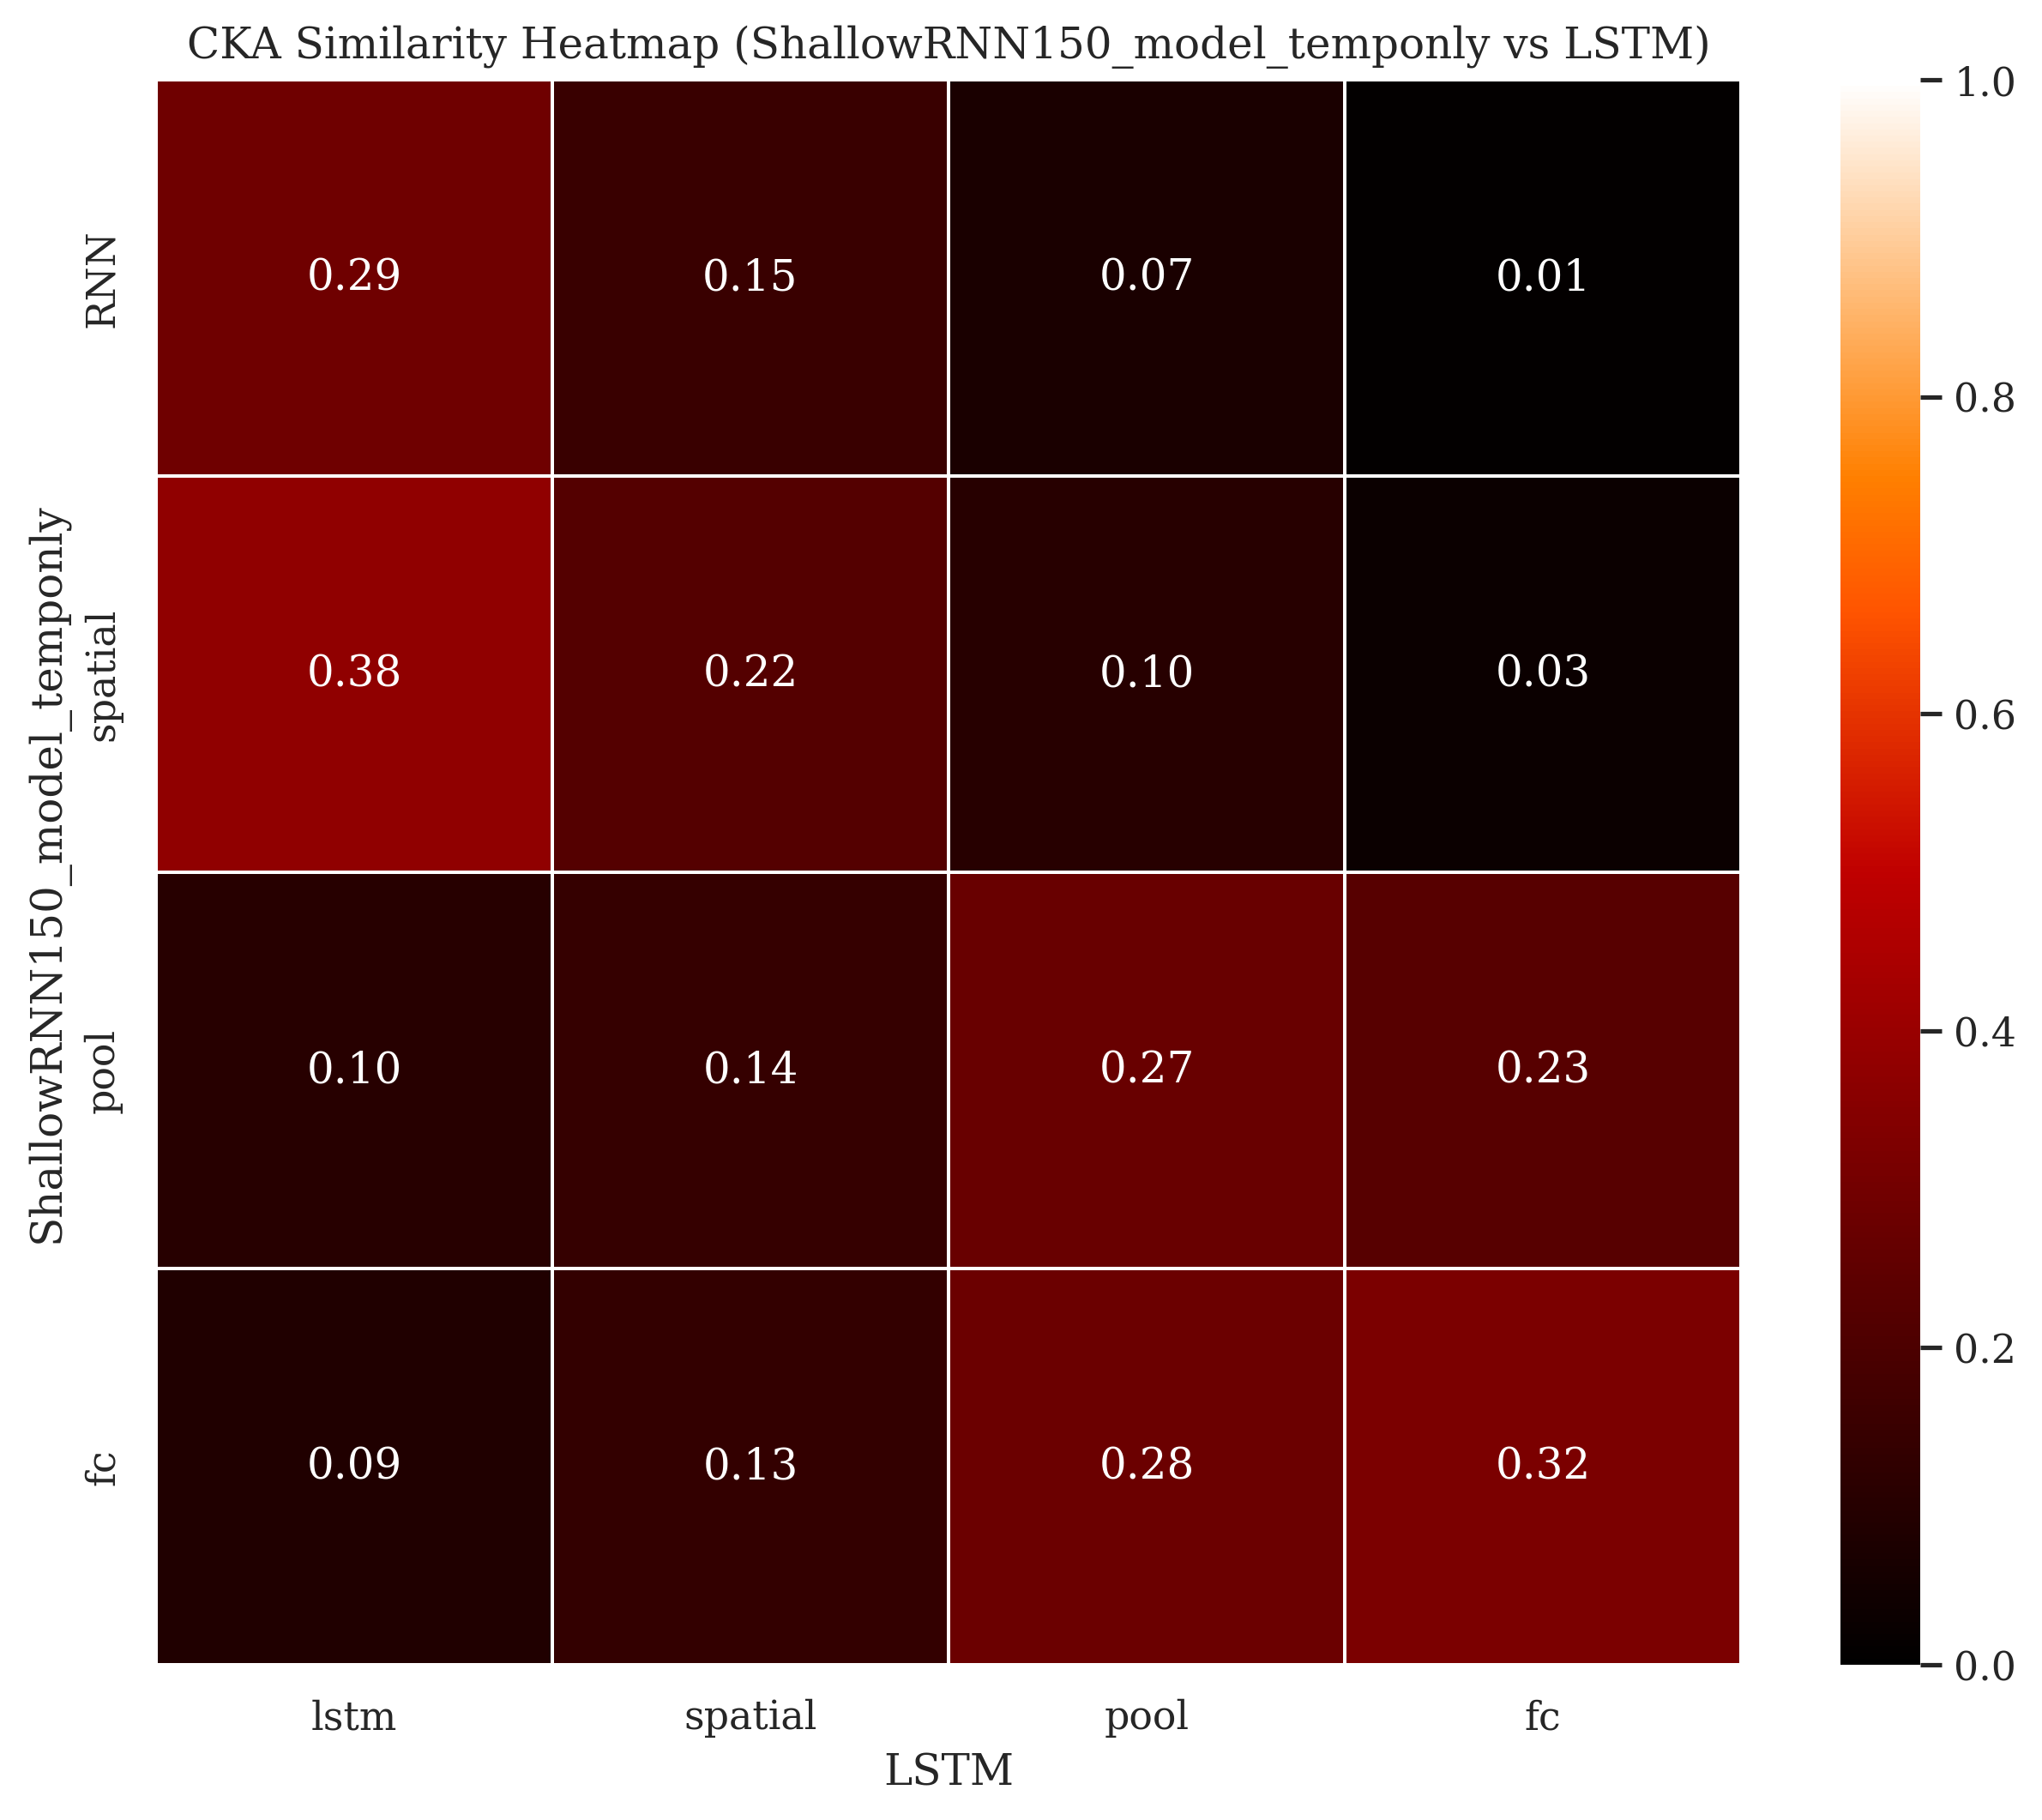 CKA Similarity Heatmap (ShallowRNN150_model_temponly vs LSTM)
ShallowRNN150_model_temponly
RNN
0.29 0.15 0.07 0.01
spatial
0.38 0.22 0.10 0.03
pool
0.10 0.14 0.27 0.23
fc
0.09 0.13 0.28 0.32
lstm spatial pool fc
LSTM
1.0
0.8
0.6
0.4
0.2
0.0